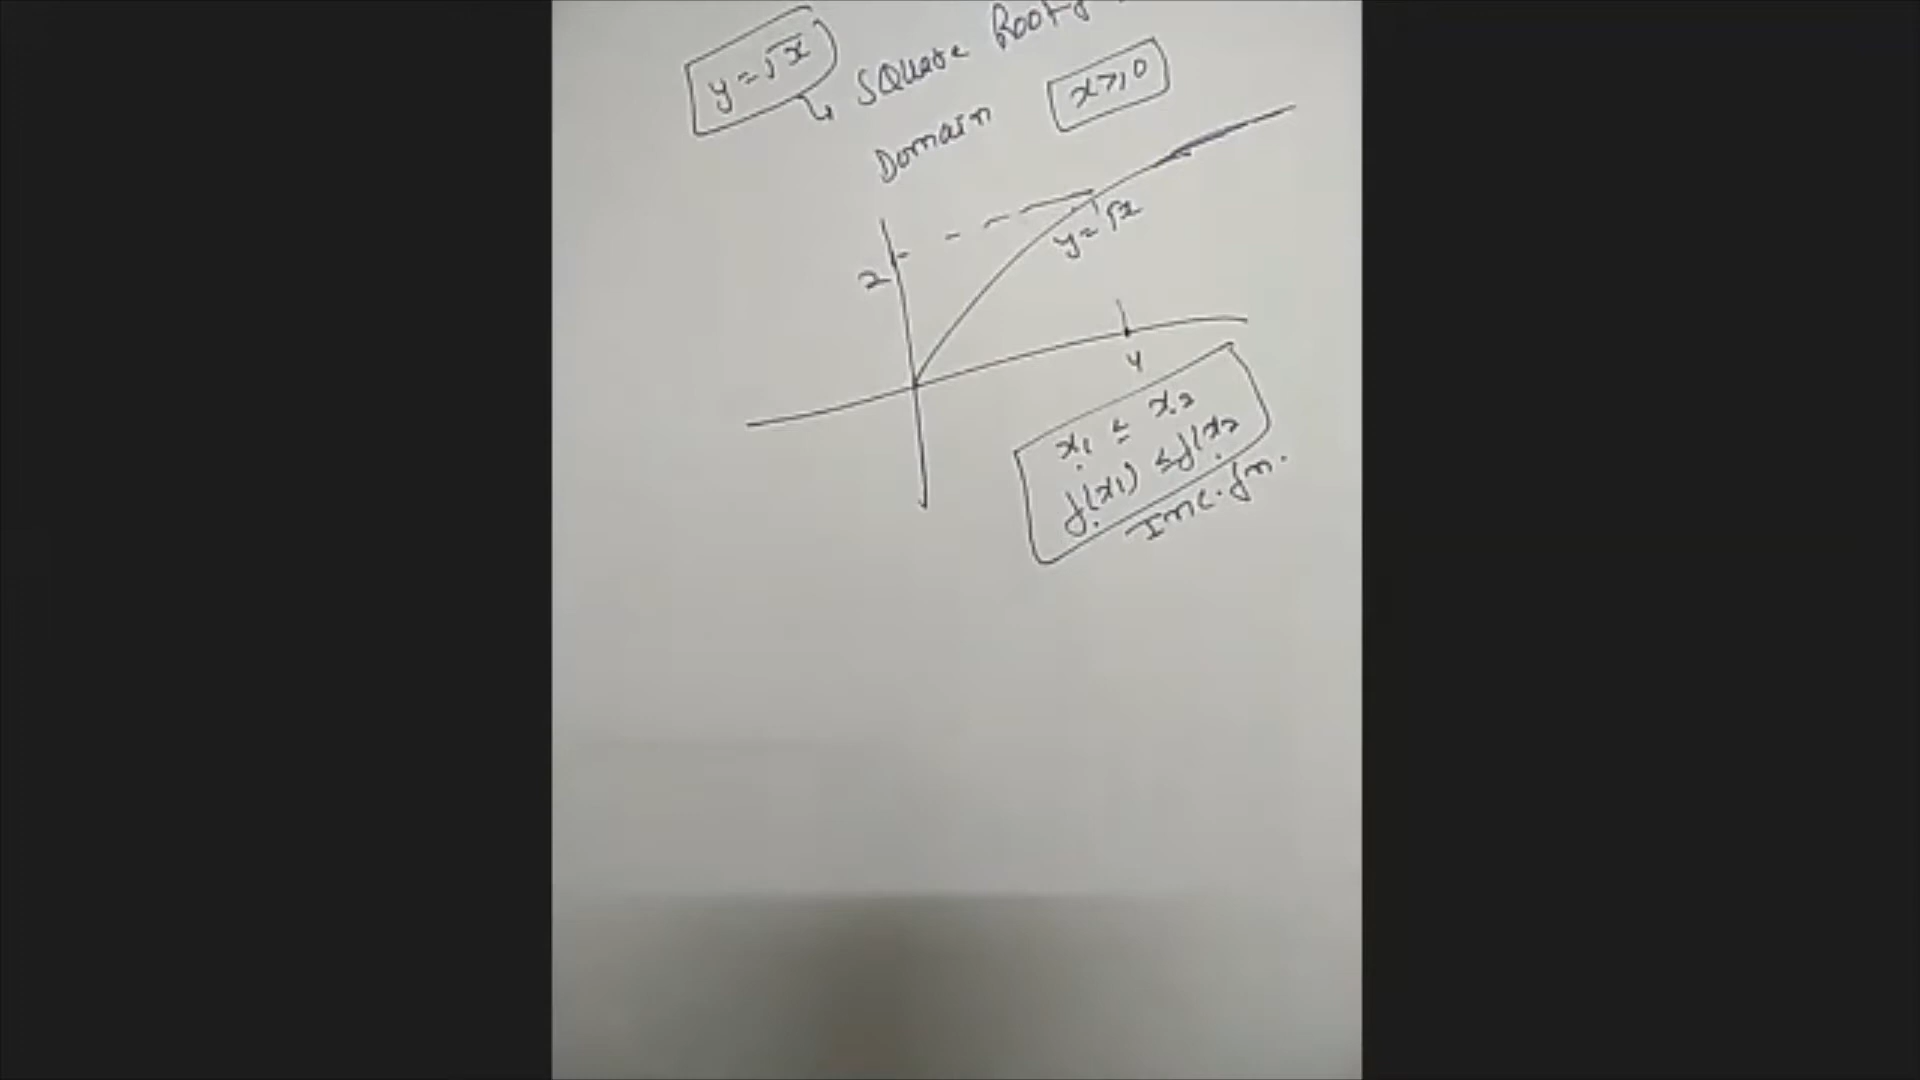 y=√x
Square Root
Domain x≥0
y=√x
2
4
x₁ ≤ x₂
f(x₁) ≤ f(x₂
Inc. fn.